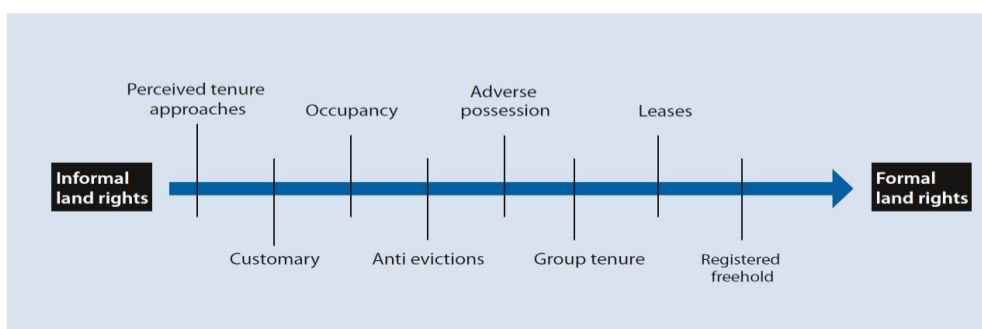 Perceived tenure
approaches
Occupancy
Adverse
possession
Leases
Informal
land rights
Formal
land rights
Customary
Anti evictions
Group tenure
Registered
freehold